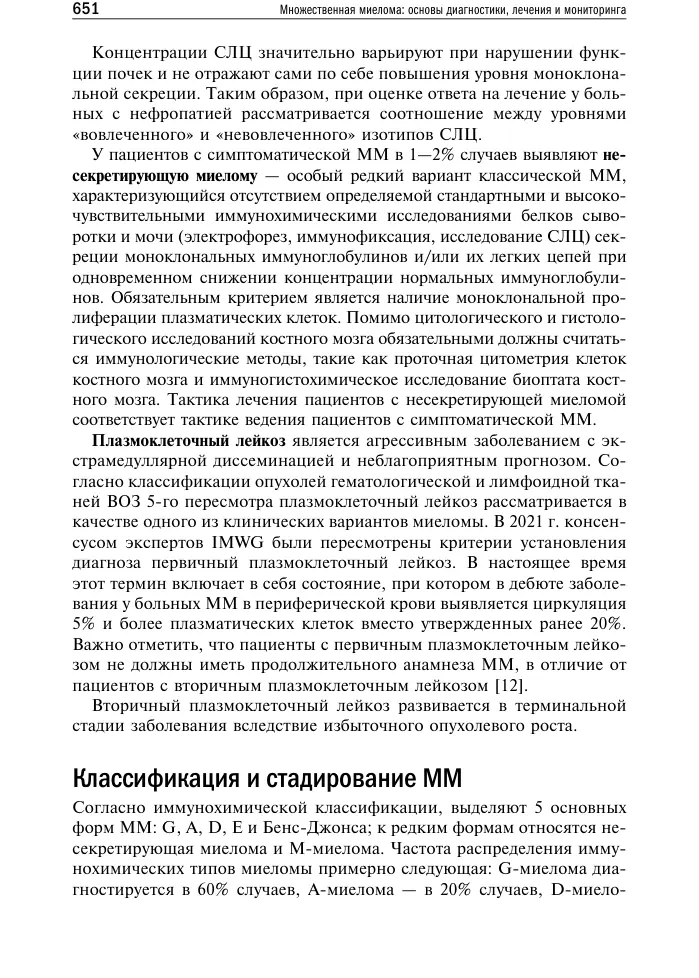 651
Множественная миелома: основы диагностики, лечения и мониторинга
Концентрации СЛЦ значительно варьируют при нарушении функ-
ции почек и не отражают сами по себе повышения уровня моноклона-
льной секреции. Таким образом, при оценке ответа на лечение у боль-
ных с нефропатией рассматривается соотношение между уровнями
«вовлеченного» и «невовлеченного» изотипов СЛЦ.
У пациентов с симптоматической ММ в 1—2% случаев выявляют не-
секретирующую миелому — особый редкий вариант классической ММ,
характеризующийся отсутствием определяемой стандартными и высоко-
чувствительными иммунохимическими исследованиями белков сыво-
ротки и мочи (электрофорез, иммунофиксация, исследование СЛЦ) сек-
реции моноклональных иммуноглобулинов и/или их легких цепей при
одновременном снижении концентрации нормальных иммуноглобули-
нов. Обязательным критерием является наличие моноклональной про-
лиферации плазматических клеток. Помимо цитологического и гистоло-
гического исследований костного мозга обязательными должны считать-
ся иммунологические методы, такие как проточная цитометрия клеток
костного мозга и иммуногистохимическое исследование биоптата кост-
ного мозга. Тактика лечения пациентов с несекретирующей миеломой
соответствует тактике ведения пациентов с симптоматической ММ.
Плазмоклеточный лейкоз является агрессивным заболеванием с эк-
страмедуллярной диссеминацией и неблагоприятным прогнозом. Со-
гласно классификации опухолей гематологической и лимфоидной тка-
ней ВОЗ 5-го пересмотра плазмоклеточный лейкоз рассматривается в
качестве одного из клинических вариантов миеломы. В 2021 г. консен-
сусом экспертов IMWG были пересмотрены критерии установления
диагноза первичный плазмоклеточный лейкоз. В настоящее время
этот термин включает в себя состояние, при котором в дебюте заболе-
вания у больных ММ в периферической крови выявляется циркуляция
5% и более плазматических клеток вместо утвержденных ранее 20%.
Важно отметить, что пациенты с первичным плазмоклеточным лейко-
зом не должны иметь продолжительного анамнеза ММ, в отличие от
пациентов с вторичным плазмоклеточным лейкозом [12].
Вторичный плазмоклеточный лейкоз развивается в терминальной
стадии заболевания вследствие избыточного опухолевого роста.
Классификация и стадирование ММ
Согласно иммунохимической классификации, выделяют 5 основных
форм ММ: G, A, D, E и Бенс-Джонса; к редким формам относятся не-
секретирующая миелома и М-миелома. Частота распределения имму-
нохимических типов миеломы примерно следующая: G-миелома диа-
гностируется в 60% случаев, А-миелома — в 20% случаев, D-миело-